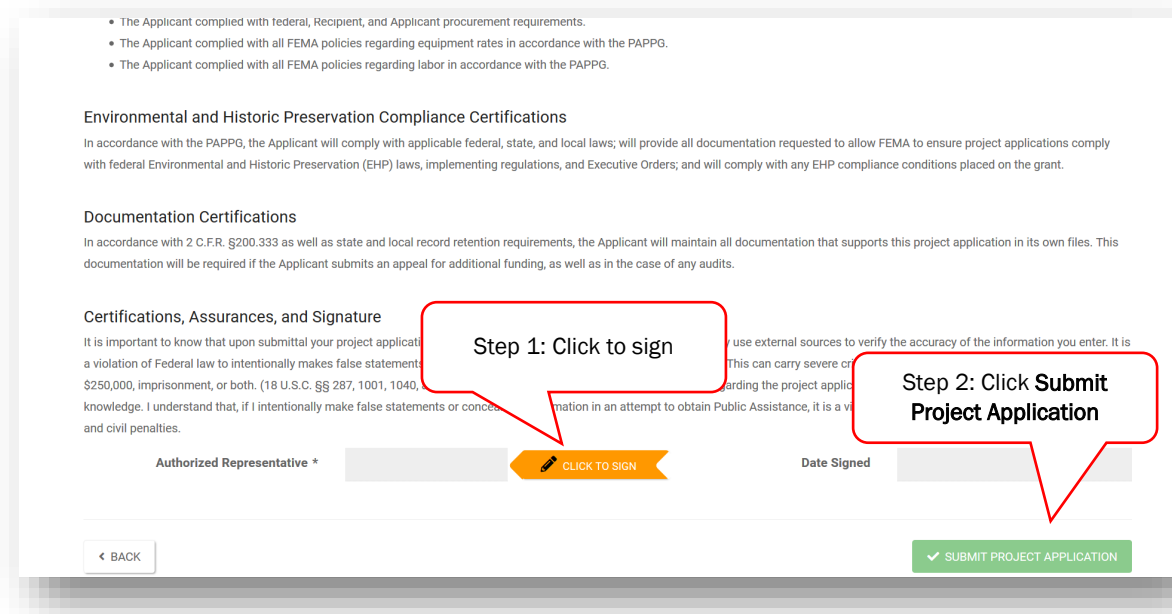 • The Applicant complied with federal, Recipient, and Applicant procurement requirements.
• The Applicant complied with all FEMA policies regarding equipment rates in accordance with the PAPPG.
• The Applicant complied with all FEMA policies regarding labor in accordance with the PAPPG.
Environmental and Historic Preservation Compliance Certifications
In accordance with the PAPPG, the Applicant will comply with applicable federal, state, and local laws; will provide all documentation requested to allow FEMA to ensure project applications comply
with federal Environmental and Historic Preservation (EHP) laws, implementing regulations, and Executive Orders; and will comply with any EHP compliance conditions placed on the grant.
Documentation Certifications
In accordance with 2 C.F.R. §200.333 as well as state and local record retention requirements, the Applicant will maintain all documentation that supports this project application in its own files. This
documentation will be required if the Applicant submits an appeal for additional funding, as well as in the case of any audits.
Certifications, Assurances, and Signature
It is important to know that upon submittal your project use external sources to verify the accuracy of the information you enter. It is
a violation of Federal law to intentionally makes false statements This can carry severe
$250,000, imprisonment, or both. (18 U.S.C. §§ 287, 1001, 1040, the project
knowledge. I understand that, if I intentionally make false statements or in an attempt to obtain Public Assistance, it is a
and civil penalties.
Step 1: Click to sign
Step 2: Click Submit
Project Application
Authorized Representative *
CLICK TO SIGN
Date Signed
BACK
SUBMIT PROJECT APPLICATION